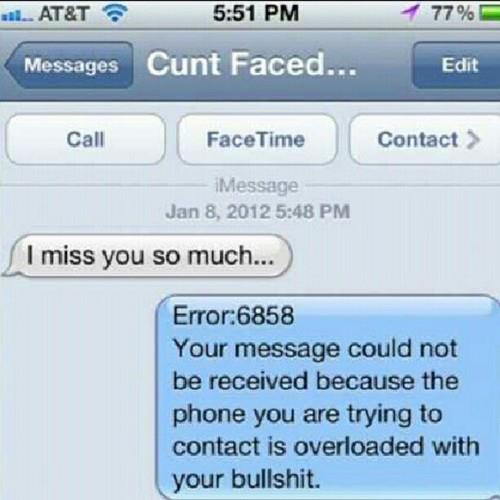 AT&T 5:51 PM 77%
Messages Cunt Faced... Edit
Call FaceTime Contact
iMessage
Jan 8, 2012 5:48 PM
I miss you so much...
Error:6858
Your message could not
be received because the
phone you are trying to
contact is overloaded with
your bullshit.